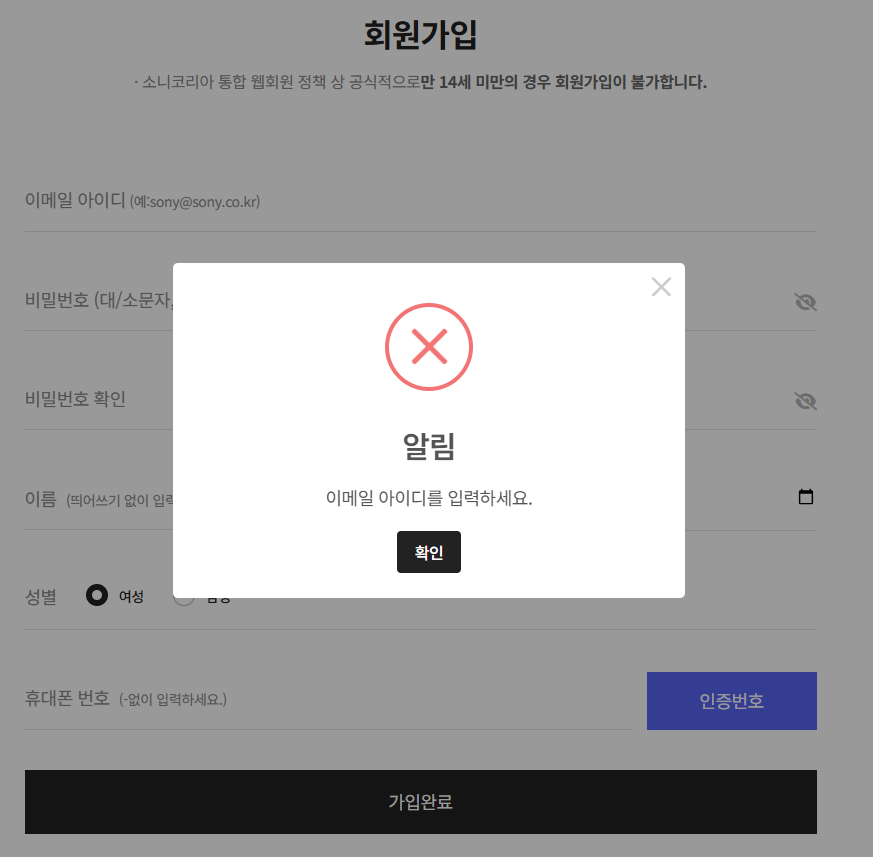 회원가입
· 소니코리아 통합 웹회원 정책 상 공식적으로만 14세 미만의 경우 회원가입이 불가합니다.
이메일 아이디 (예:sony@sony.co.kr)
비밀번호 (대/소문자,
비밀번호 확인
이름 (띄어쓰기 없이 입력
알림
이메일 아이디를 입력하세요.
확인
성별 여성
휴대폰 번호 (-없이 입력하세요.)
인증번호
가입완료